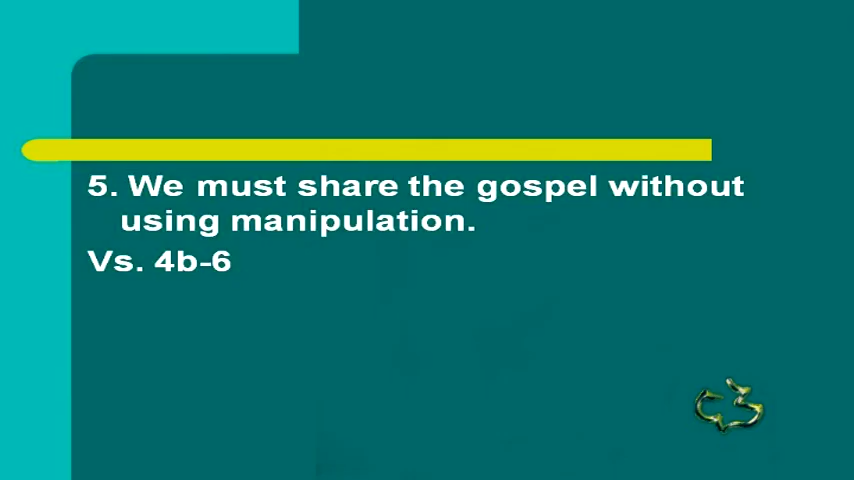 5. We must share the gospel without
using manipulation.
Vs. 4b-6